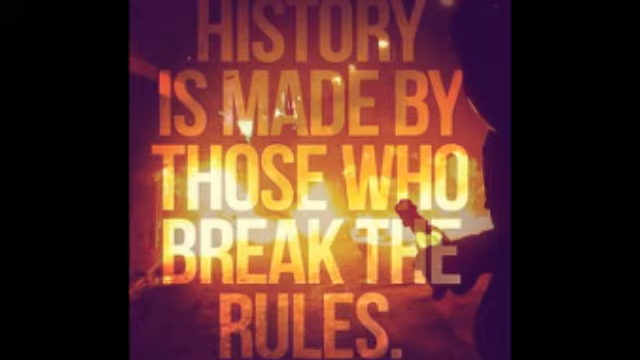 HISTORY
IS MADE BY
THOSE WHO
BREAK THE
RULES.